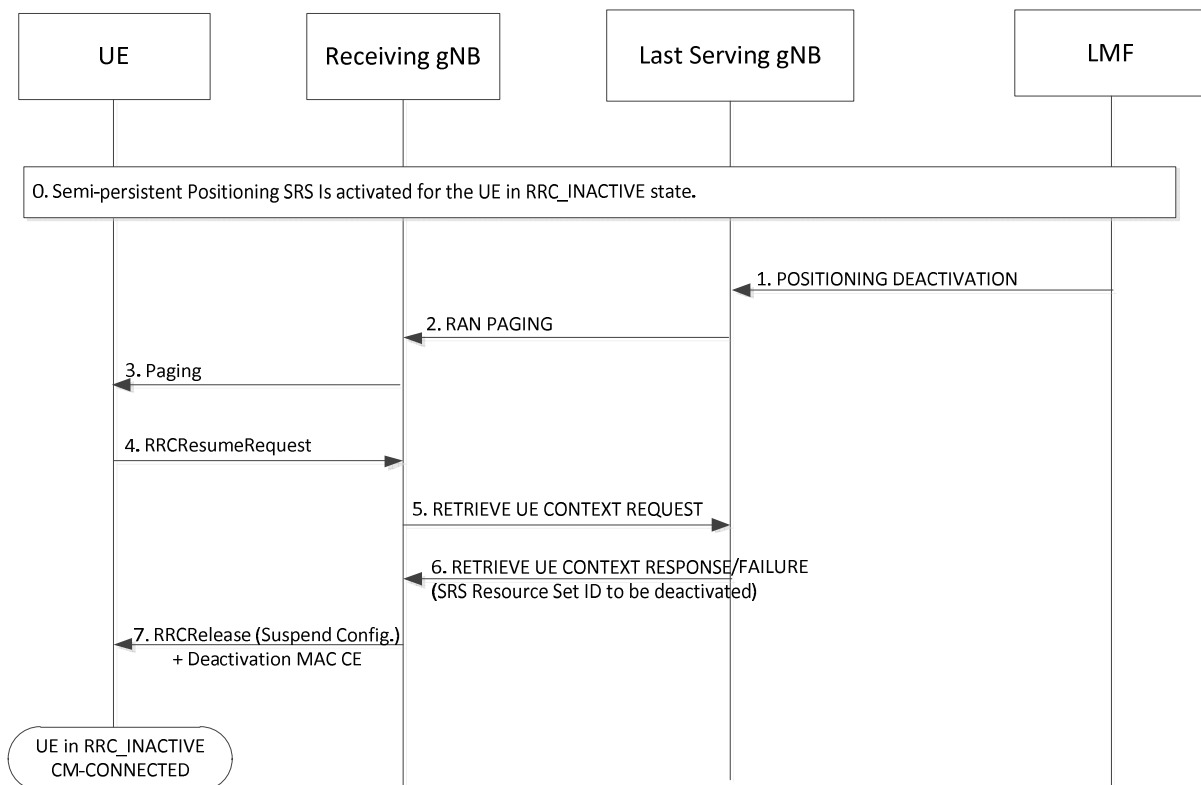 UE
Receiving gNB
Last Serving gNB
LMF
0. Semi-persistent Positioning SRS Is activated for the UE in RRC_INACTIVE state.
1. POSITIONING DEACTIVATION
2. RAN PAGING
3. Paging
4. RRCResumeRequest
5. RETRIEVE UE CONTEXT REQUEST
6. RETRIEVE UE CONTEXT RESPONSE/FAILURE
(SRS Resource Set ID to be deactivated)
7. RRCRelease (Suspend Config.)
+ Deactivation MAC CE
UE in RRC_INACTIVE
CM-CONNECTED